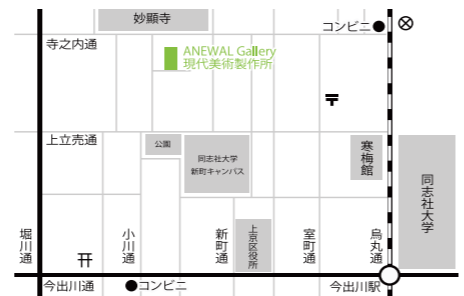 妙顯寺
コンビニ
寺之内通
ANEWAL Gallery
現代美術製作所
上立売通
公園
同志社大学
新町キャンパス
寒梅館
同志社大学
堀川通
小川通
新町通
上京区役所
室町通
烏丸通
今出川通
コンビニ
今出川駅